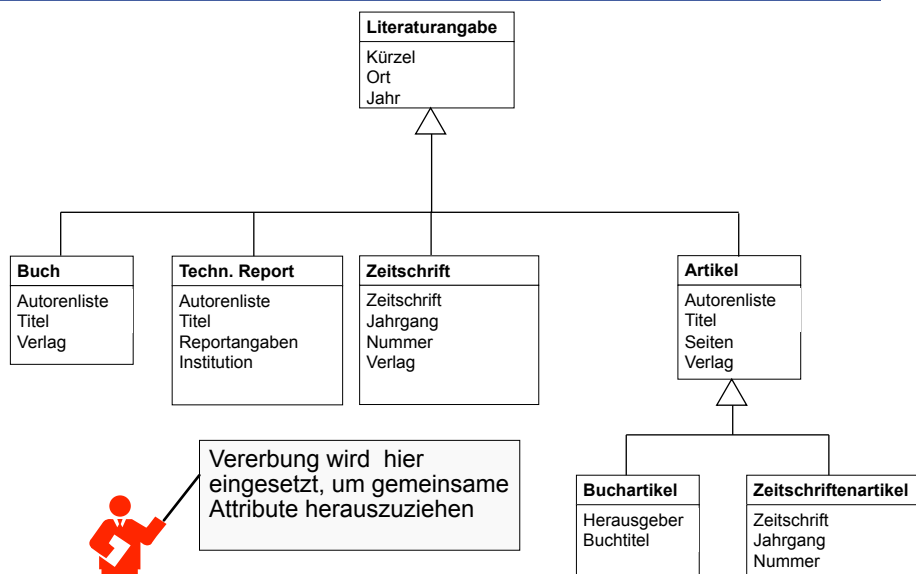 Literaturangabe
Kürzel
Ort
Jahr
Buch
Autorenliste
Titel
Verlag
Techn. Report
Autorenliste
Titel
Reportangaben
Institution
Zeitschrift
Zeitschrift
Jahrgang
Nummer
Verlag
Artikel
Autorenliste
Titel
Seiten
Verlag
Vererbung wird hier
eingesetzt, um gemeinsame
Attribute herauszuziehen
Buchartikel
Herausgeber
Buchtitel
Zeitschriftenartikel
Zeitschrift
Jahrgang
Nummer